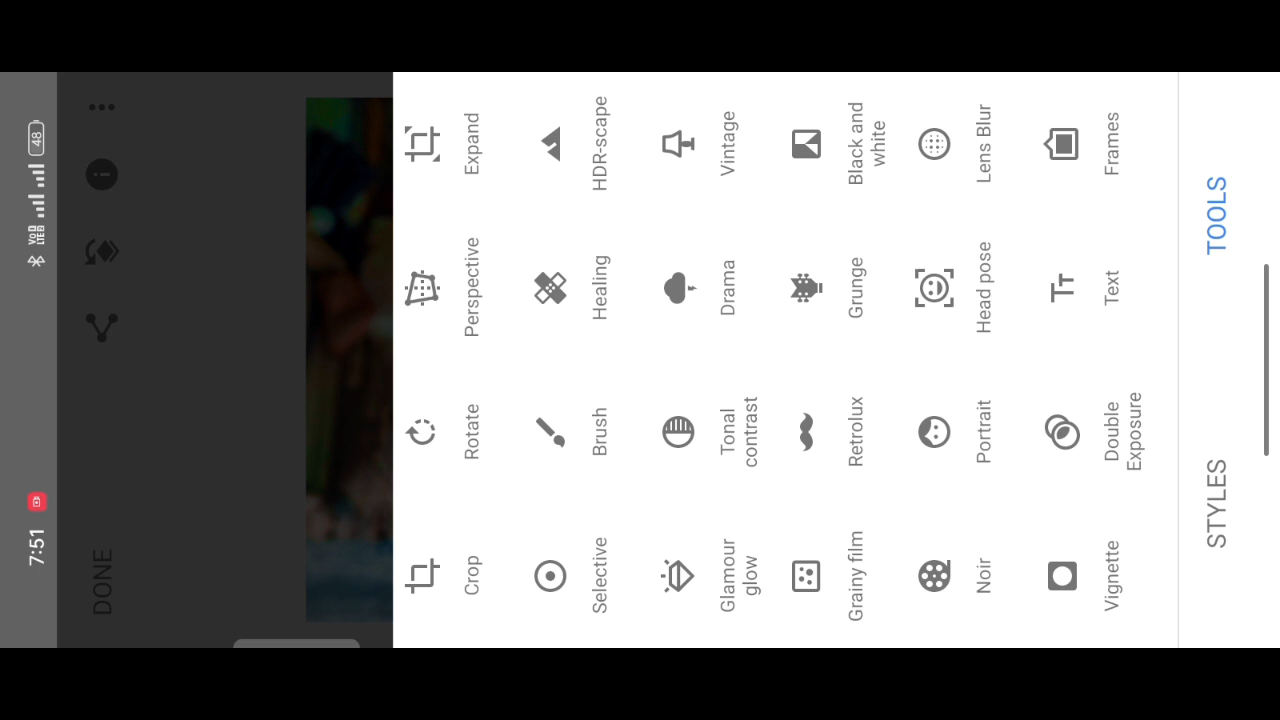 7:51
VoD
LTE2
48
DONE
Crop
Rotate
Perspective
Expand
Selective
Brush
Healing
HDR-scape
Glamour
glow
Tonal
contrast
Drama
Vintage
Grainy film
Retrolux
Grunge
Black and
white
Noir
Portrait
Head pose
Lens Blur
Vignette
Double
Exposure
Text
Frames
STYLES
TOOLS